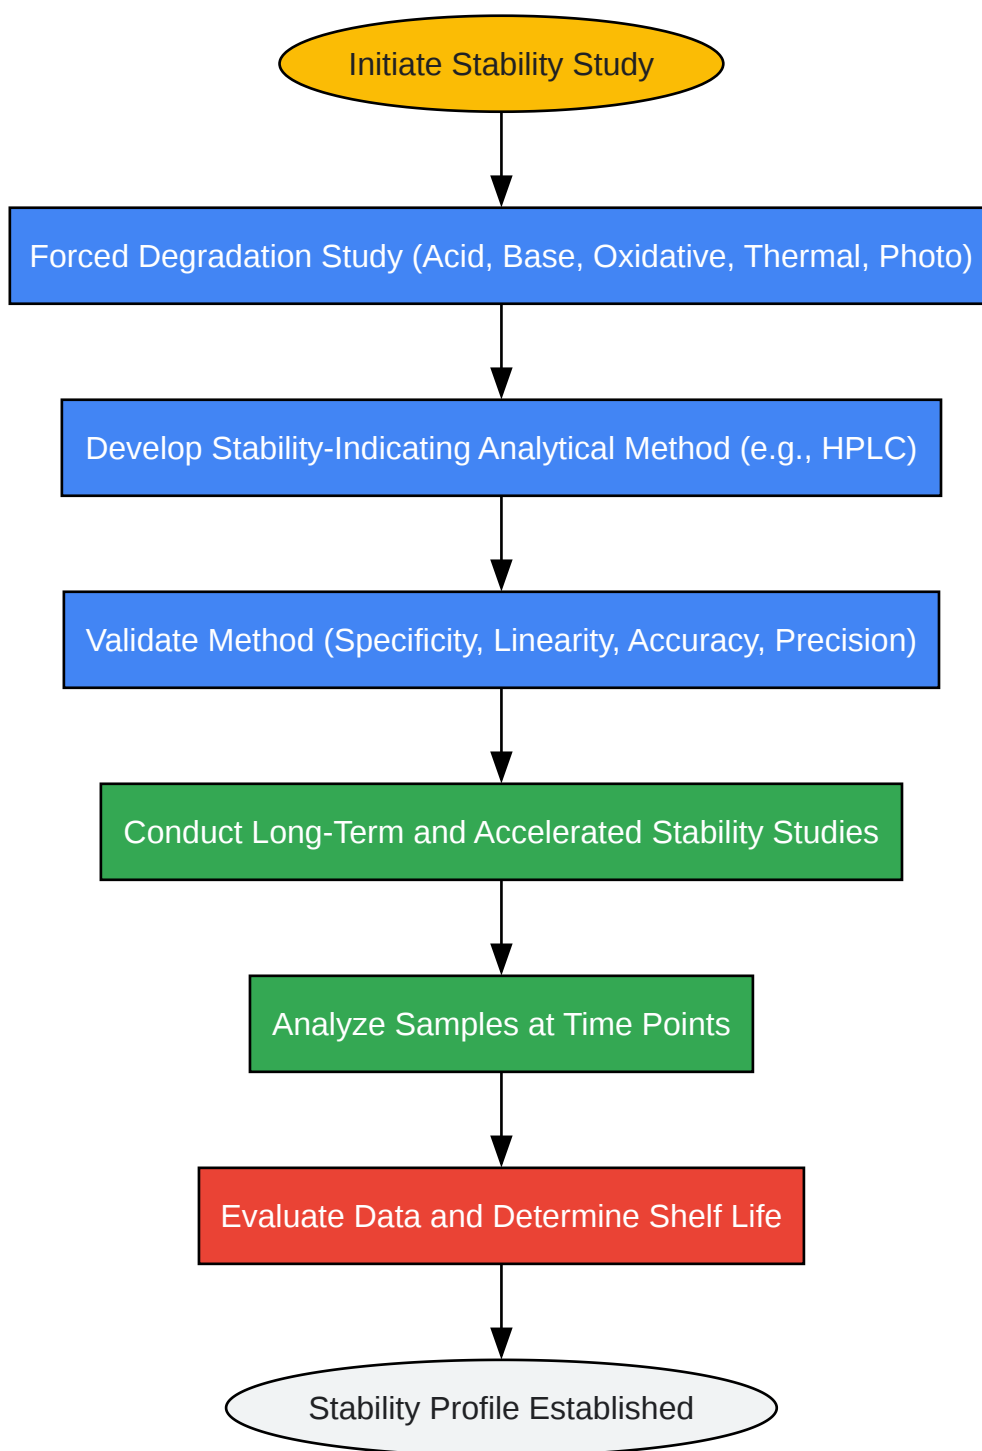 Initiate Stability Study
Forced Degradation Study (Acid, Base, Oxidative, Thermal, Photo)
Develop Stability-Indicating Analytical Method (e.g., HPLC)
Validate Method (Specificity, Linearity, Accuracy, Precision)
Conduct Long-Term and Accelerated Stability Studies
Analyze Samples at Time Points
Evaluate Data and Determine Shelf Life
Stability Profile Established